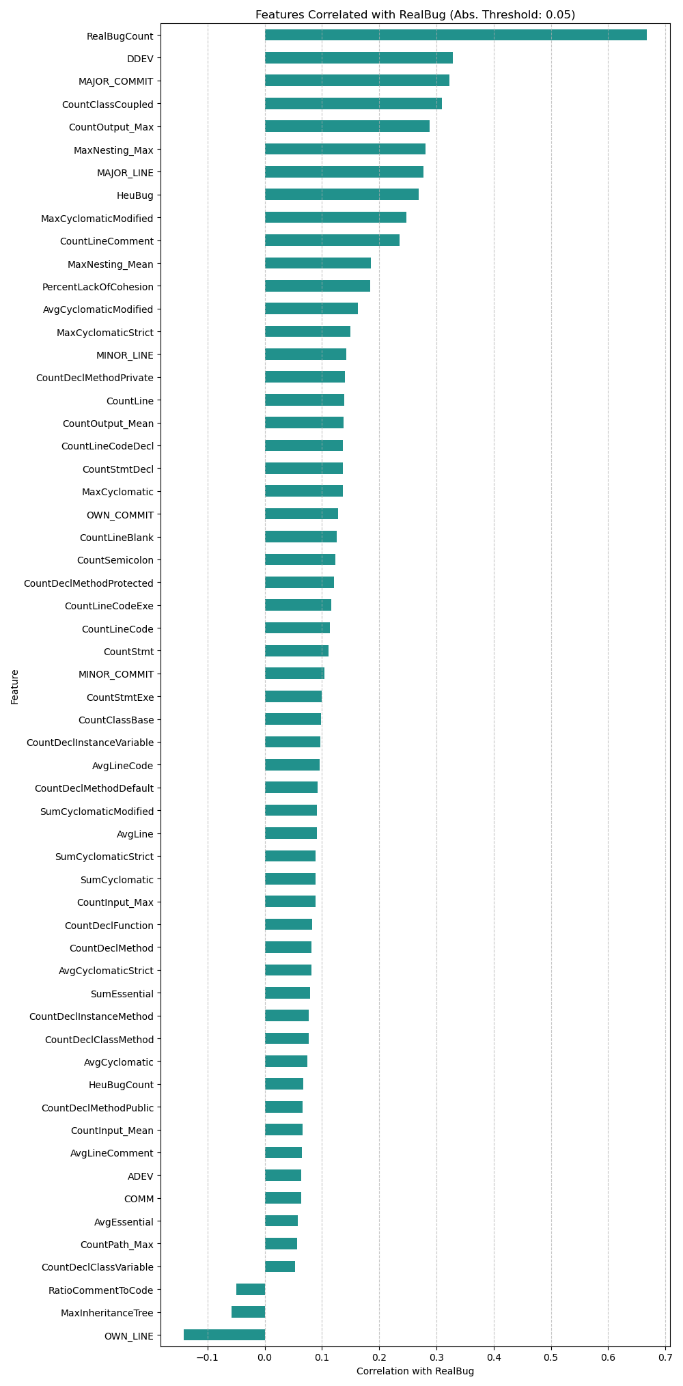 Features Correlated with RealBug (Abs. Threshold: 0.05)
RealBugCount
DDEV
MAJOR_COMMIT
CountClassCoupled
CountOutput_Max
MaxNesting_Max
MAJOR_LINE
HeuBug
MaxCyclomaticModified
CountLineComment
MaxNesting_Mean
PercentLackOfCohesion
AvgCyclomaticModified
MaxCyclomaticStrict
MINOR_LINE
CountDeclMethodPrivate
CountLine
CountOutput_Mean
CountLineCodeDecl
CountStmtDecl
MaxCyclomatic
OWN_COMMIT
CountLineBlank
CountSemicolon
CountDeclMethodProtected
CountLineCodeExe
CountLineCode
CountStmt
MINOR_COMMIT
CountStmtExe
CountClassBase
CountDeclInstanceVariable
AvgLineCode
CountDeclMethodDefault
SumCyclomaticModified
AvgLine
SumCyclomaticStrict
SumCyclomatic
CountInput_Max
CountDeclFunction
CountDeclMethod
AvgCyclomaticStrict
SumEssential
CountDeclInstanceMethod
CountDeclClassMethod
AvgCyclomatic
HeuBugCount
CountDeclMethodPublic
CountInput_Mean
AvgLineComment
ADEV
COMM
AvgEssential
CountPath_Max
CountDeclClassVariable
RatioCommentToCode
MaxInheritanceTree
OWN_LINE
Feature
−0.1 0.0 0.1 0.2 0.3 0.4 0.5 0.6 0.7
Correlation with RealBug